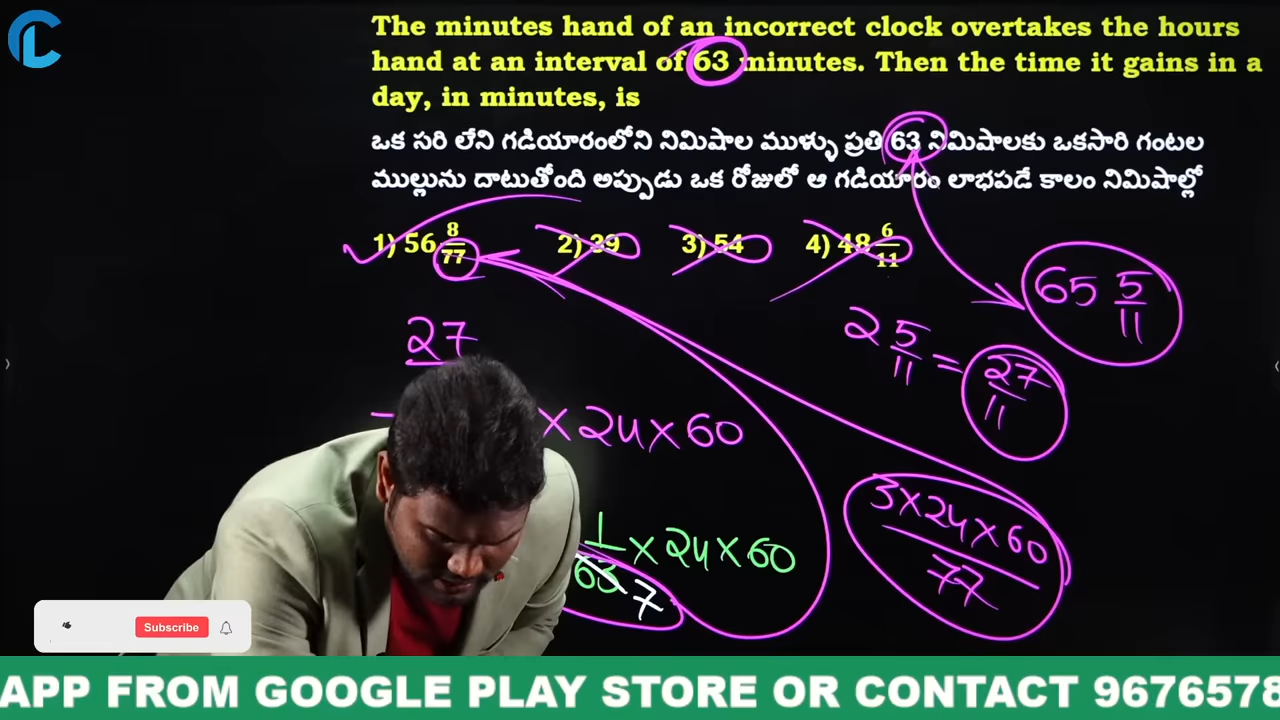 The minutes hand of an incorrect clock overtakes the hours
hand at an interval of 63 minutes. Then the time it gains in a
day, in minutes, is
ఒక సరి లేని గడియారంలోని నిమిషాల ముళ్ళు ప్రతి 63 నిమిషాలకు ఒకసారి గంటల
ముల్లును దాటుతోంది అప్పుడు ఒక రోజులో ఆ గడియారం లాభపడే కాలం నిమిషాల్లో
1) 56 8/77 2) 39 3) 54 4) 48 6/11
65 5/11
2 5/11 = 27/11
27
× 24 × 60
3×24×60
77
1/63 × 24 × 60
7
Subscribe
APP FROM GOOGLE PLAY STORE OR CONTACT 9676578